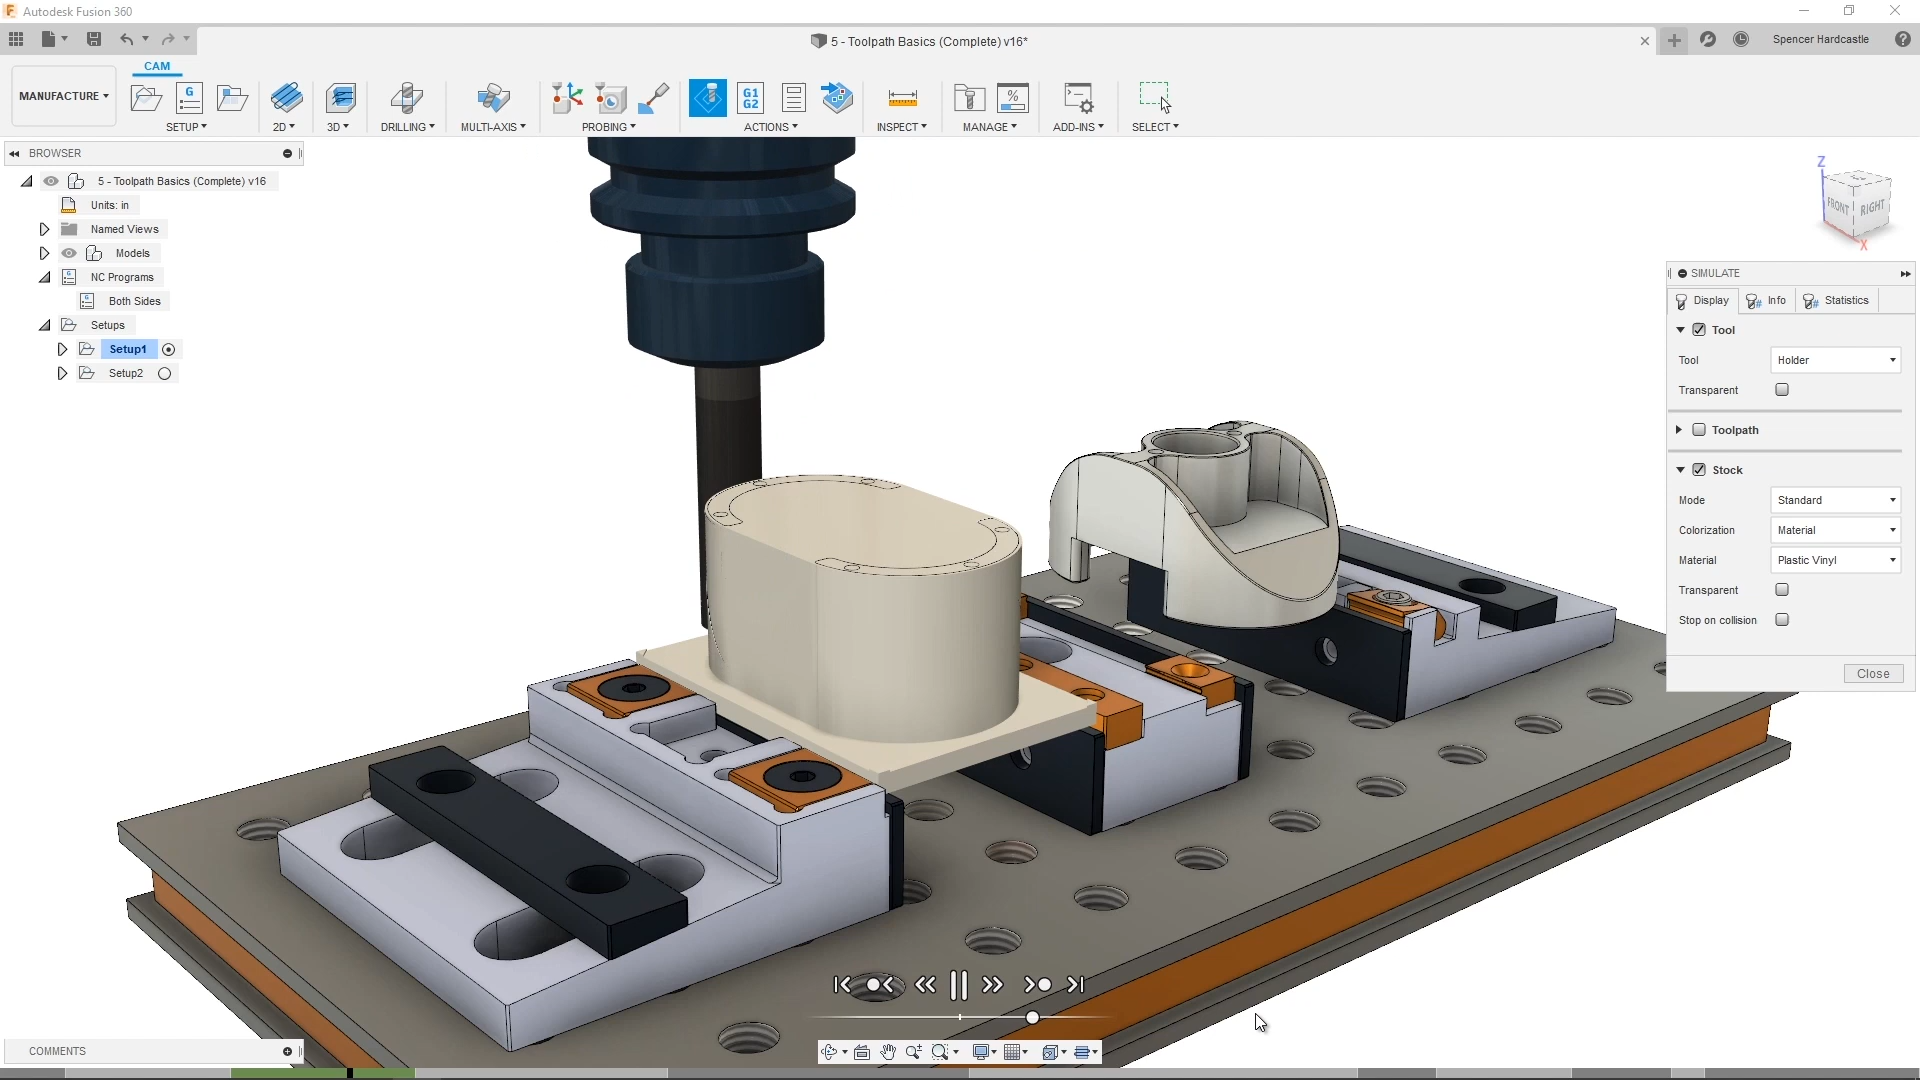 Autodesk Fusion 360
5 - Toolpath Basics (Complete) v16*
Spencer Hardcastle
MANUFACTURE
CAM
G
G1
G2
%
SETUP
2D
3D
DRILLING
MULTI-AXIS
PROBING
ACTIONS
INSPECT
MANAGE
ADD-INS
SELECT
BROWSER
5 - Toolpath Basics (Complete) v16
Units: in
Named Views
Models
NC Programs
Both Sides
Setups
Setup1
Setup2
Z
FRONT
RIGHT
X
SIMULATE
Display
Info
Statistics
Tool
Tool
Holder
Transparent
Toolpath
Stock
Mode
Standard
Colorization
Material
Material
Plastic Vinyl
Transparent
Stop on collision
Close
COMMENTS